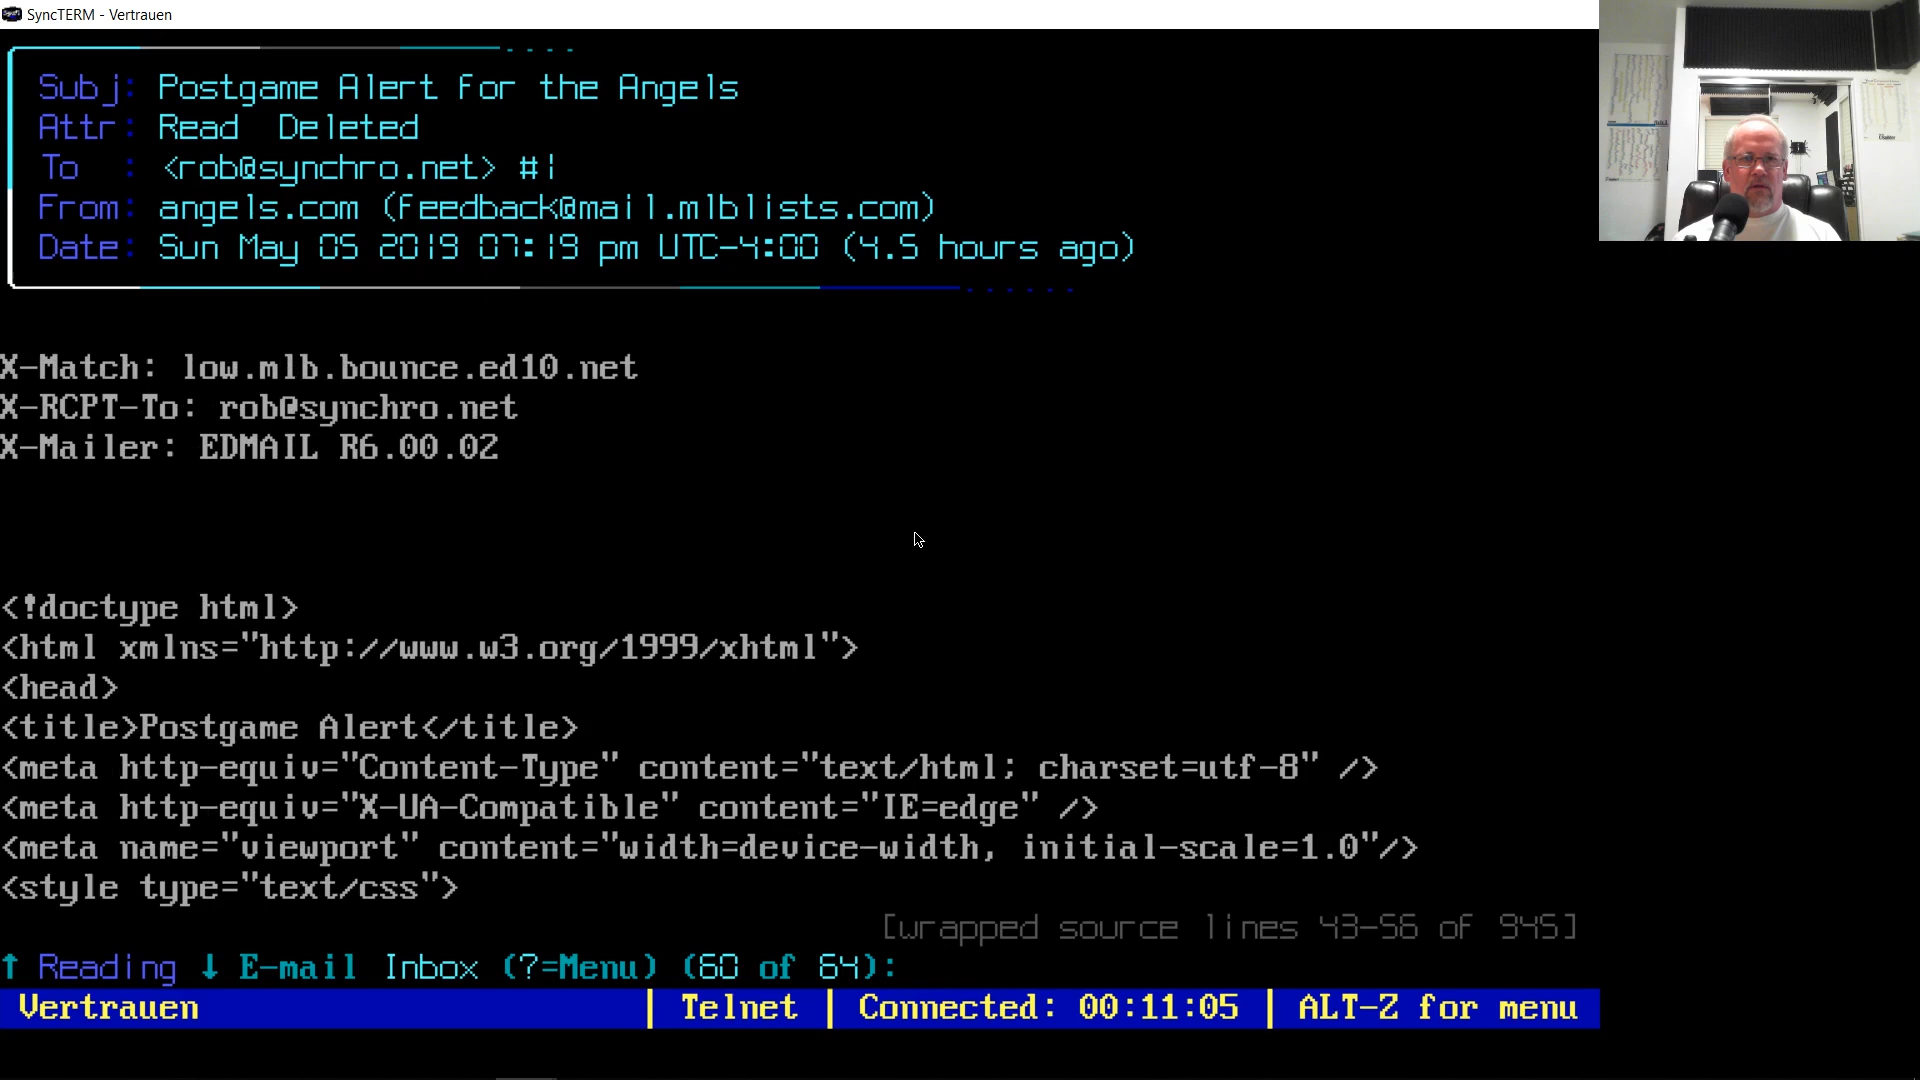 SyncTERM - Vertrauen
Subj: Postgame Alert for the Angels
Attr: Read  Deleted
To  : <rob@synchro.net> #1
From: angels.com (feedback@mail.mlblists.com)
Date: Sun May 05 2019 07:19 pm UTC-4:00 (4.5 hours ago)
X-Match: low.mlb.bounce.ed10.net
X-RCPT-To: rob@synchro.net
X-Mailer: EDMAIL R6.00.02
<!doctype html>
<html xmlns="http://www.w3.org/1999/xhtml">
<head>
<title>Postgame Alert</title>
<meta http-equiv="Content-Type" content="text/html; charset=utf-8" />
<meta http-equiv="X-UA-Compatible" content="IE=edge" />
<meta name="viewport" content="width=device-width, initial-scale=1.0"/>
<style type="text/css">
[wrapped source lines 43-56 of 945]
↑ Reading ↓ E-mail Inbox (?=Menu) (60 of 64):
Vertrauen | Telnet | Connected: 00:11:05 | ALT-Z for menu